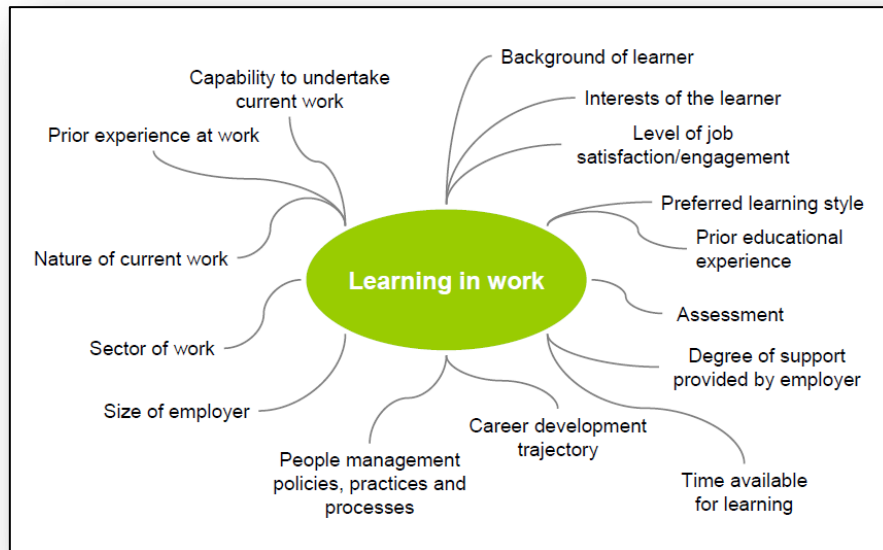 Background of learner
Capability to undertake
current work
Interests of the learner
Prior experience at work
Level of job
satisfaction/engagement
Preferred learning style
Prior educational
experience
Nature of current work
Learning in work
Assessment
Sector of work
Degree of support
provided by employer
Size of employer
Career development
trajectory
People management
policies, practices and
processes
Time available
for learning